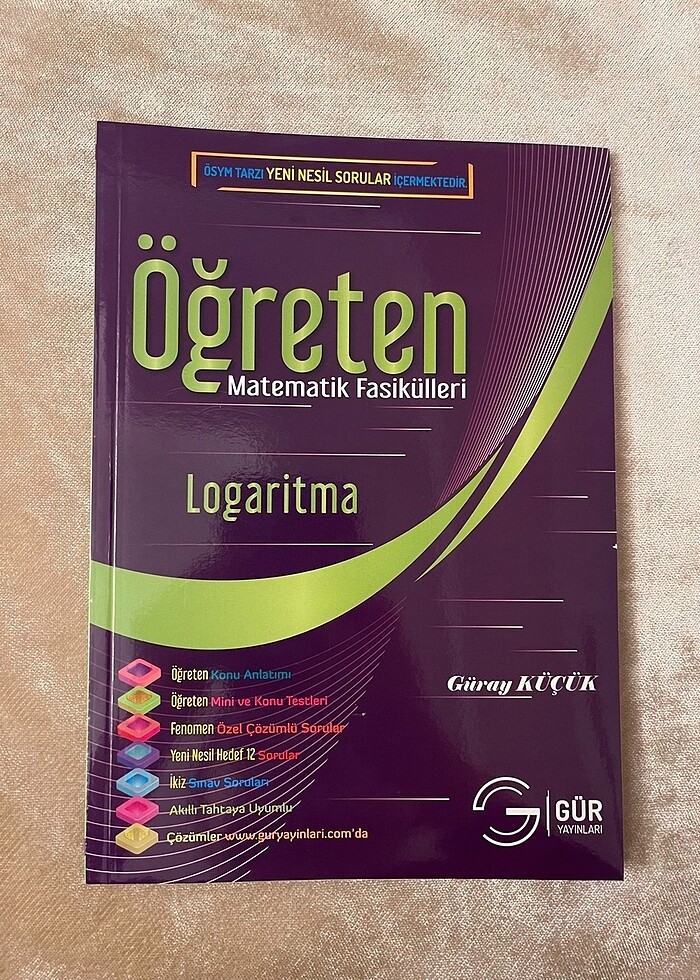 ÖSYM TARZI YENİ NESİL SORULAR İÇERMEKTEDİR.
Öğreten
Matematik Fasikülleri
Logaritma
Öğreten Konu Anlatımı
Öğreten Mini ve Konu Testleri
Fenomen Özel Çözümlü Sorular
Yeni Nesil Hedef 12 Sorular
İkiz Sınav Soruları
Akıllı Tahtaya Uyumlu
Çözümler www.guryayinlari.com'da
Güray KÜÇÜK
GÜR
YAYINLARI